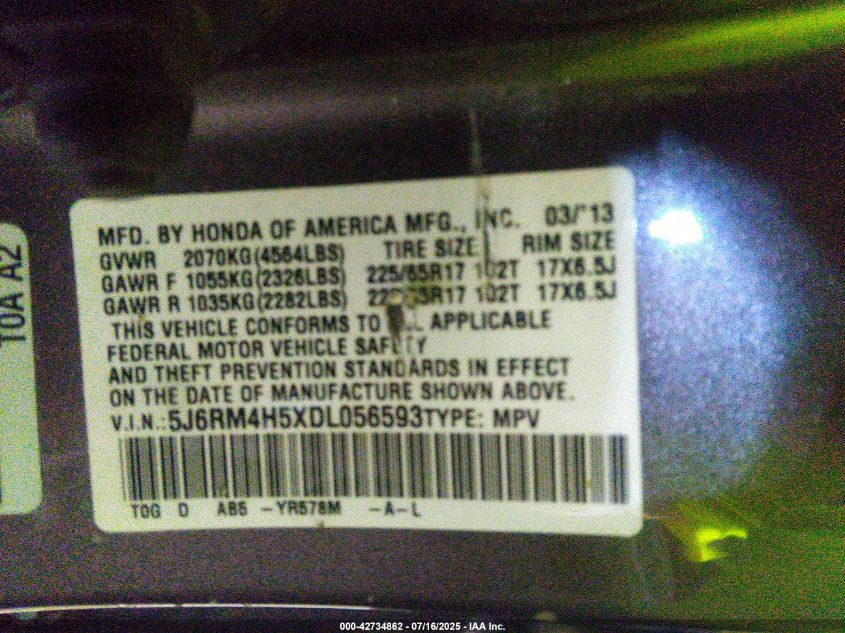 MFD. BY HONDA OF AMERICA MFG., INC. 03/'13
GVWR 2070KG(4564LBS) TIRE SIZE RIM SIZE
GAWR F 1055KG(2326LBS) 225/65R17 102T 17X6.5J
GAWR R 1035KG(2282LBS) 17X6.5J
THIS VEHICLE CONFORMS TO APPLICABLE
FEDERAL MOTOR VEHICLE SAFETY
AND THEFT PREVENTION STANDARDS IN EFFECT
ON THE DATE OF MANUFACTURE SHOWN ABOVE.
V.I.N.:5J6RM4H5XDL056593TYPE: MPV
T0G D AB5 -YR578M -A-L
T0A A2
000-42734862 - 07/16/2025 - IAA Inc.